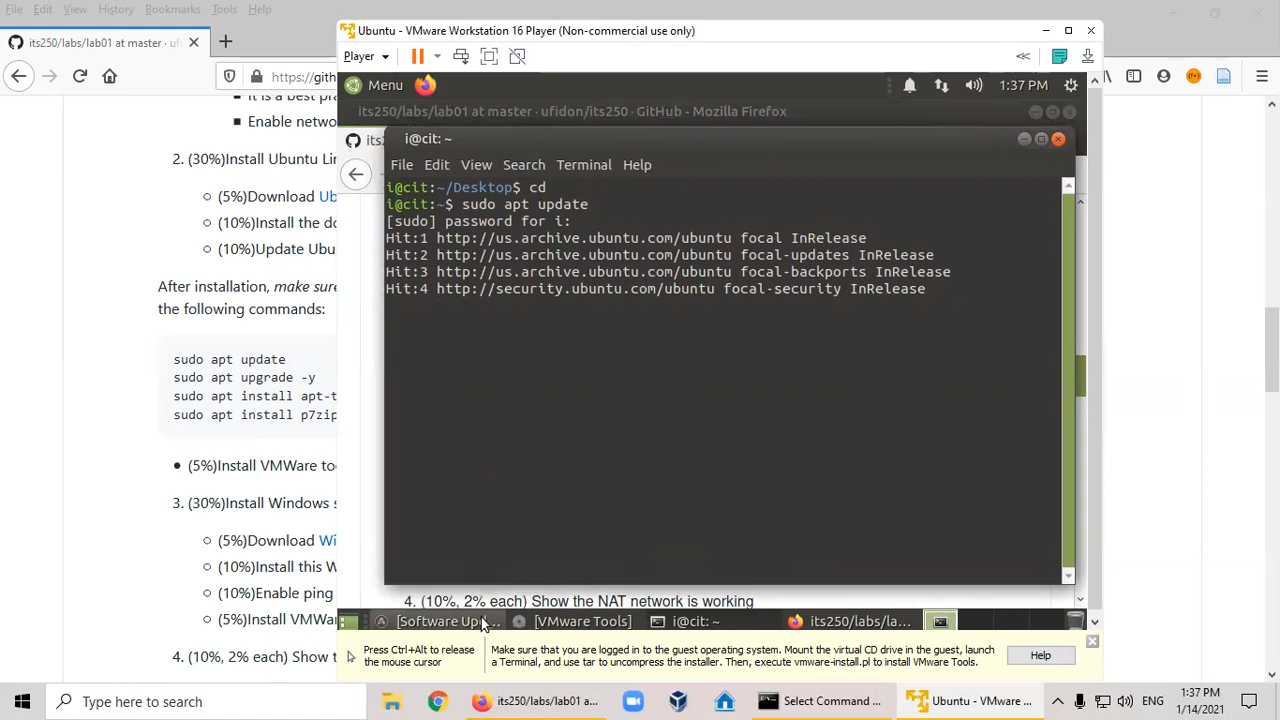 File Edit View History Bookmarks Tools Help
its250/labs/lab01 at master · uf
https://gith
Enable netwo
2. (30%)Install Ubuntu Li
(5%)Download Ub
(10%)Install the do
(10%)Update Ubu
After installation, make sure
the following commands:
sudo apt update
sudo apt upgrade -y
sudo apt install apt-t
sudo apt install p7zip
(5%)Install VMWare to
3. (30%)Install Windows s
(5%)Download Wi
(10%)Install this W
(10%)Enable ping
(5%)Install VMWar
4. (10%, 2% each) Show t
Ubuntu - VMware Workstation 16 Player (Non-commercial use only)
Player
Menu
1:37 PM
its250/labs/lab01 at master · ufidon/its250 · GitHub - Mozilla Firefox
its
i@cit: ~
File Edit View Search Terminal Help
i@cit:~/Desktop$ cd
i@cit:~$ sudo apt update
[sudo] password for i:
Hit:1 http://us.archive.ubuntu.com/ubuntu focal InRelease
Hit:2 http://us.archive.ubuntu.com/ubuntu focal-updates InRelease
Hit:3 http://us.archive.ubuntu.com/ubuntu focal-backports InRelease
Hit:4 http://security.ubuntu.com/ubuntu focal-security InRelease
4. (10%, 2% each) Show the NAT network is working
[Software Up... [VMware Tools] i@cit: ~ its250/labs/la...
Press Ctrl+Alt to release
the mouse cursor
Make sure that you are logged in to the guest operating system. Mount the virtual CD drive in the guest, launch
a Terminal, and use tar to uncompress the installer. Then, execute vmware-install.pl to install VMware Tools.
Help
Type here to search
its250/labs/lab01 a... Select Command ... Ubuntu - VMware ...
ENG
1:37 PM
1/14/2021